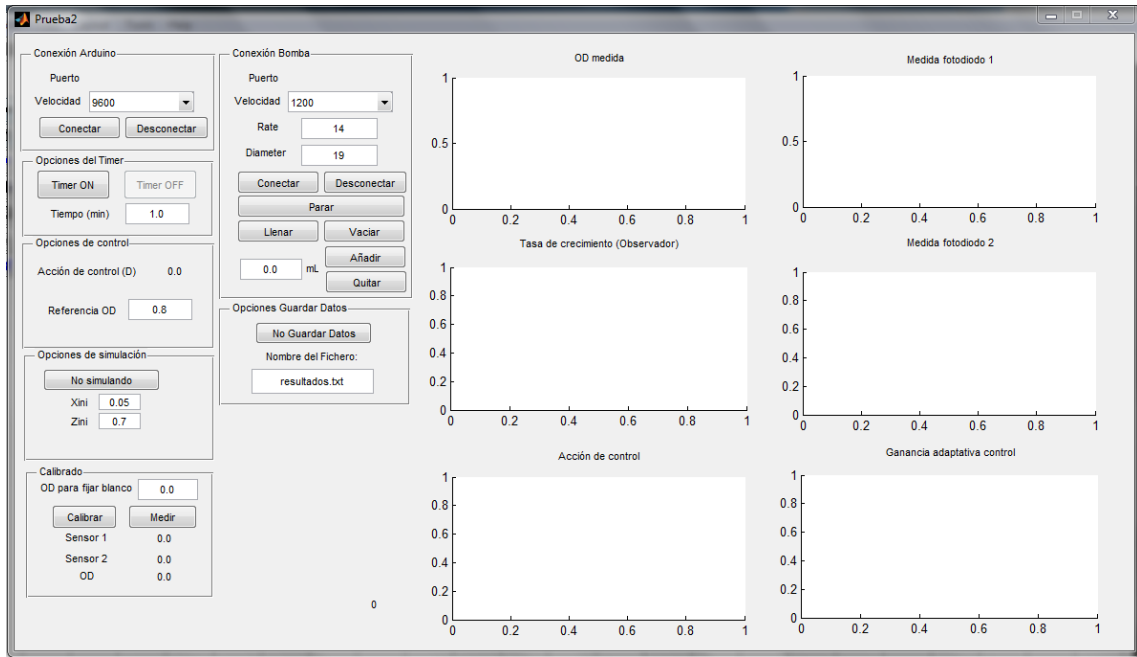 Prueba2
Conexión Arduino
Puerto
Velocidad 9600
Conectar Desconectar
Opciones del Timer
Timer ON Timer OFF
Tiempo (min) 1.0
Opciones de control
Acción de control (D) 0.0
Referencia OD 0.8
Opciones de simulación
No simulando
Xini 0.05
Zini 0.7
Calibrado
OD para fijar blanco 0.0
Calibrar Medir
Sensor 1 0.0
Sensor 2 0.0
OD 0.0
Conexión Bomba
Puerto
Velocidad 1200
Rate 14
Diameter 19
Conectar Desconectar
Parar
Llenar Vaciar
Añadir
0.0 mL
Quitar
Opciones Guardar Datos
No Guardar Datos
Nombre del Fichero:
resultados.txt
0
OD medida
1
0.5
0
0 0.2 0.4 0.6 0.8 1
Medida fotodiodo 1
1
0.5
0
0 0.2 0.4 0.6 0.8 1
Tasa de crecimiento (Observador)
1
0.8
0.6
0.4
0.2
0
0 0.2 0.4 0.6 0.8 1
Medida fotodiodo 2
1
0.8
0.6
0.4
0.2
0
0 0.2 0.4 0.6 0.8 1
Acción de control
1
0.8
0.6
0.4
0.2
0
0 0.2 0.4 0.6 0.8 1
Ganancia adaptativa control
1
0.8
0.6
0.4
0.2
0
0 0.2 0.4 0.6 0.8 1